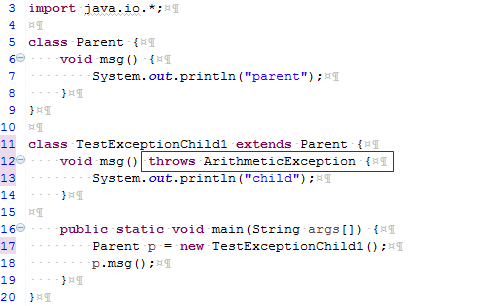 3 import java.io.*;¤¶
4 ¤¶
5 class Parent {¤¶
6 void msg() {¤¶
7 System.out.println("parent");¤¶
8 }¤¶
9 }¤¶
10 ¤¶
11 class TestExceptionChild1 extends Parent {¤¶
12 void msg() throws ArithmeticException {¤¶
13 System.out.println("child");¤¶
14 }¤¶
15 ¤¶
16 public static void main(String args[]) {¤¶
17 Parent p = new TestExceptionChild1();¤¶
18 p.msg();¤¶
19 }¤¶
20 }¤¶